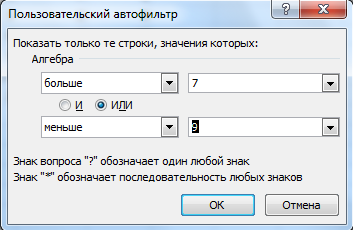 Пользовательский автофильтр
Показать только те строки, значения которых:
Алгебра
больше 7
И ИЛИ
меньше 9
Знак вопроса "?" обозначает один любой знак
Знак "*" обозначает последовательность любых знаков
ОК Отмена